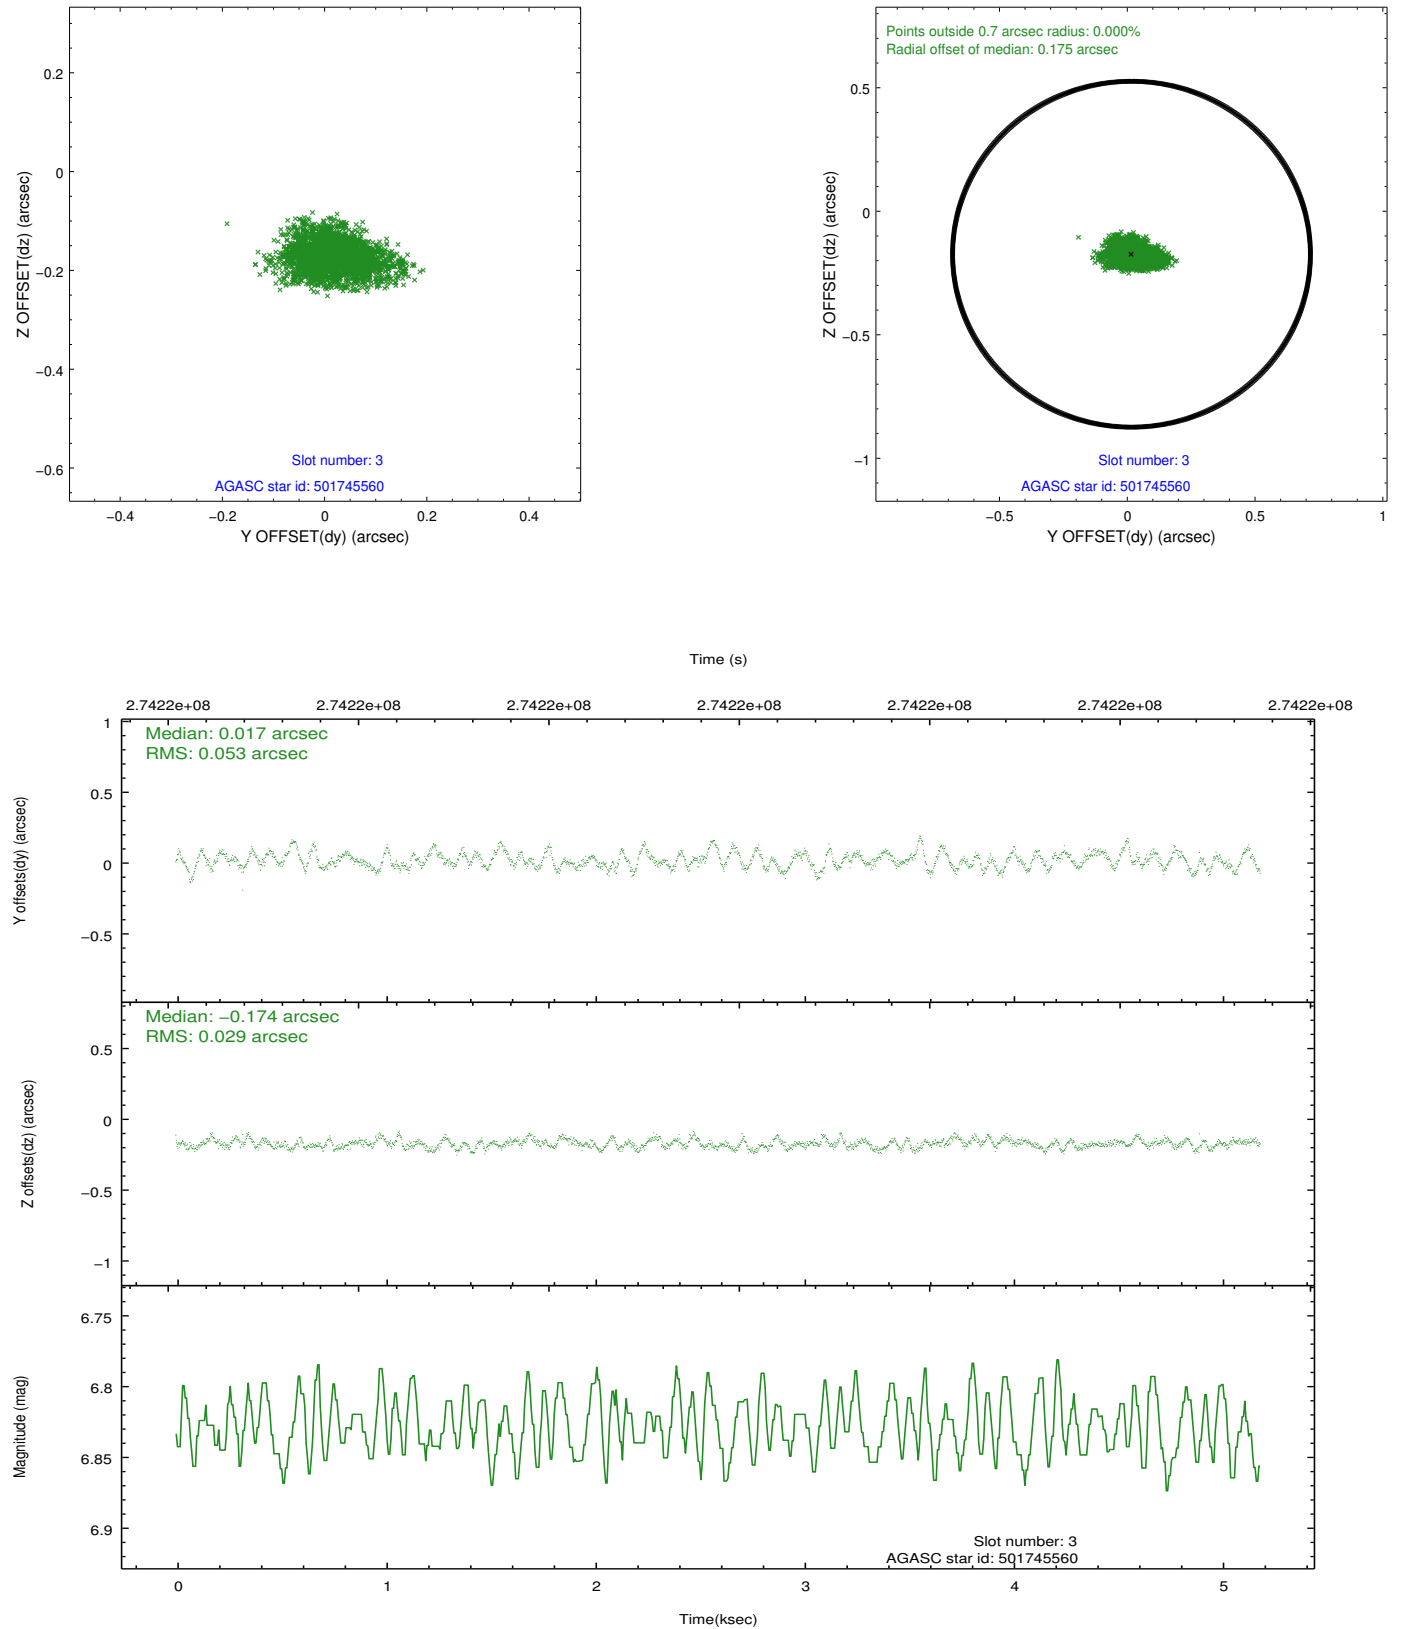 0.2
0
−0.2
−0.4
−0.6
Z OFFSET(dz) (arcsec)
Slot number: 3
AGASC star id: 501745560
−0.4 −0.2 0 0.2 0.4
Y OFFSET(dy) (arcsec)
Points outside 0.7 arcsec radius: 0.000%
Radial offset of median: 0.175 arcsec
0.5
0
−0.5
−1
Z OFFSET(dz) (arcsec)
Slot number: 3
AGASC star id: 501745560
−0.5 0 0.5 1
Y OFFSET(dy) (arcsec)
Time (s)
2.7422e+08 2.7422e+08 2.7422e+08 2.7422e+08 2.7422e+08 2.7422e+08 2.7422e+08
Median: 0.017 arcsec
RMS: 0.053 arcsec
1
0.5
0
−0.5
Y offsets(dy) (arcsec)
Median: −0.174 arcsec
RMS: 0.029 arcsec
0.5
0
−0.5
−1
Z offsets(dz) (arcsec)
6.75
6.8
6.85
6.9
Magnitude (mag)
Slot number: 3
AGASC star id: 501745560
0 1 2 3 4 5
Time(ksec)